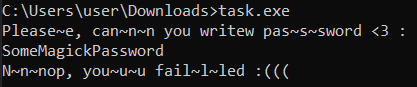 C:\Users\user\Downloads>task.exe
Please~e, can~n~n you writew pas~s~sword <3 :
SomeMagickPassword
N~n~nop, you~u~u fail~l~led :(((